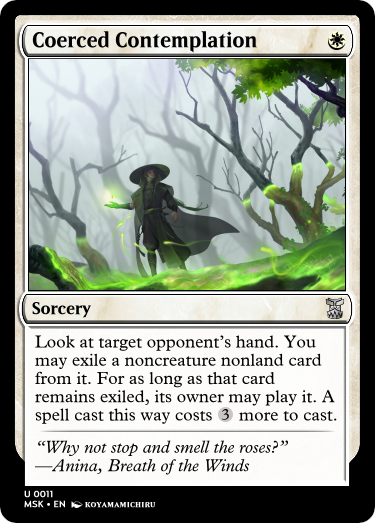 Coerced Contemplation
Sorcery
Look at target opponent's hand. You
may exile a noncreature nonland card
from it. For as long as that card
remains exiled, its owner may play it. A
spell cast this way costs 3 more to cast.
“Why not stop and smell the roses?”
—Anina, Breath of the Winds
U 0011
MSK • EN KOYAMAMICHIRU